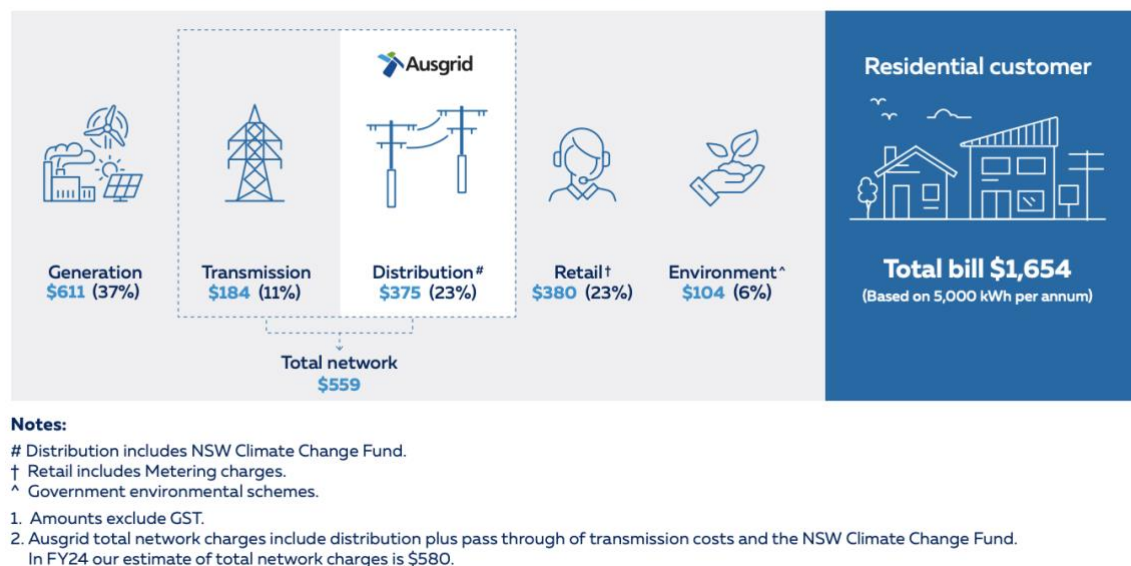 Ausgrid
Residential customer
Generation
$611 (37%)
Transmission
$184 (11%)
Distribution#
$375 (23%)
Retail†
$380 (23%)
Environment^
$104 (6%)
Total bill $1,654
(Based on 5,000 kWh per annum)
Total network
$559
Notes:
# Distribution includes NSW Climate Change Fund.
† Retail includes Metering charges.
^ Government environmental schemes.
1. Amounts exclude GST.
2. Ausgrid total network charges include distribution plus pass through of transmission costs and the NSW Climate Change Fund.
In FY24 our estimate of total network charges is $580.